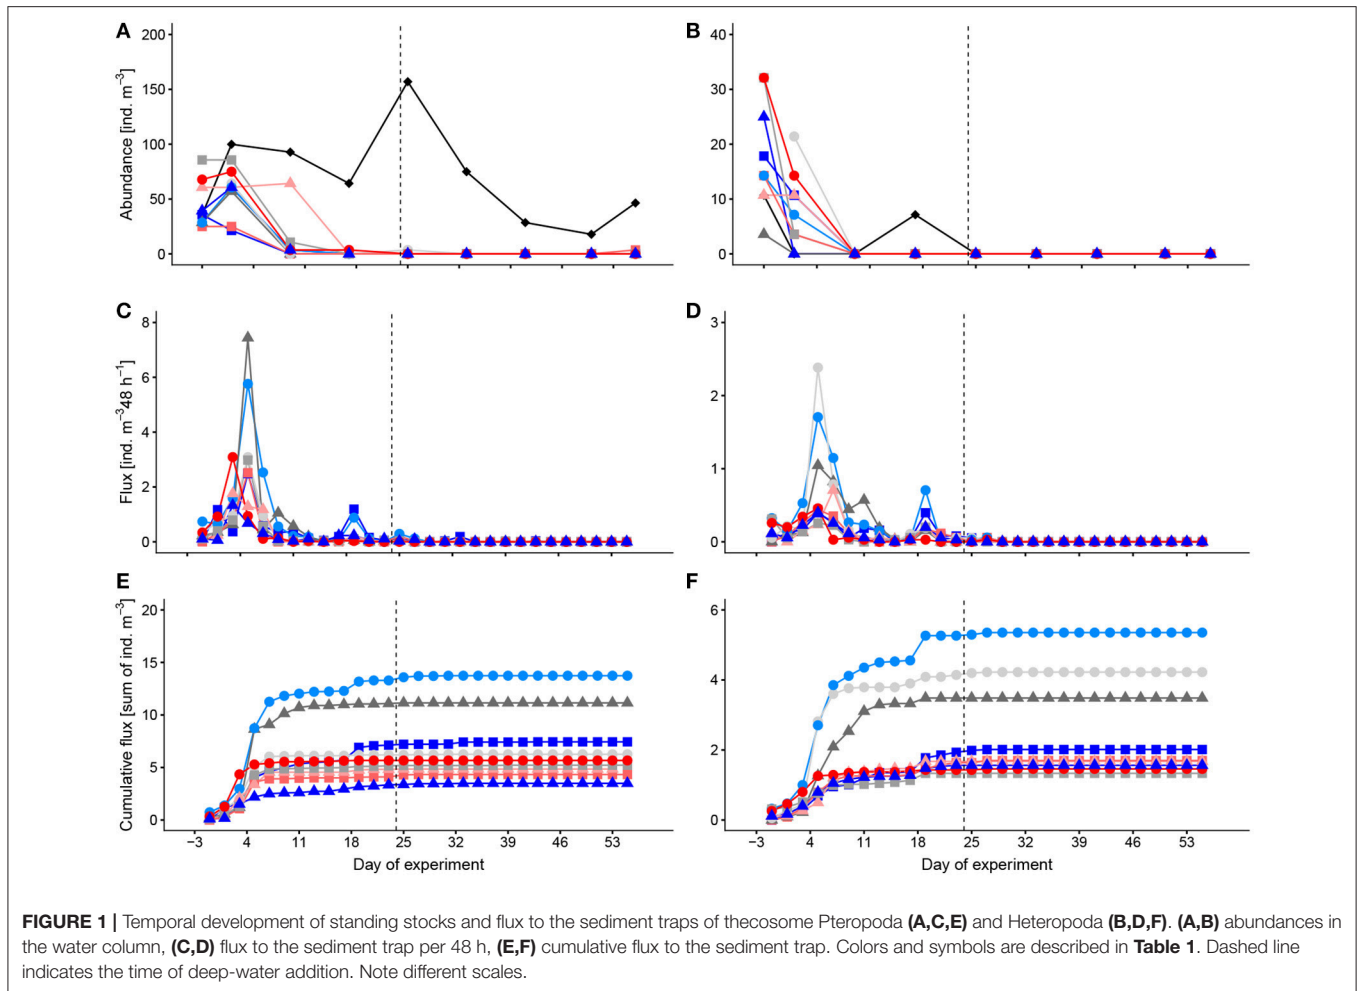 A
B
Abundance [ind. m−3]
200
150
100
50
0
40
30
20
10
0
C
D
Flux [ind. m−3 48 h−1]
8
6
4
2
0
3
2
1
0
E
F
Cumulative flux [sum of ind. m−3]
20
15
10
5
0
6
4
2
0
−3 4 11 18 25 32 39 46 53
−3 4 11 18 25 32 39 46 53
Day of experiment
Day of experiment
FIGURE 1 | Temporal development of standing stocks and flux to the sediment traps of thecosome Pteropoda (A,C,E) and Heteropoda (B,D,F). (A,B) abundances in
the water column, (C,D) flux to the sediment trap per 48 h, (E,F) cumulative flux to the sediment trap. Colors and symbols are described in Table 1. Dashed line
indicates the time of deep-water addition. Note different scales.